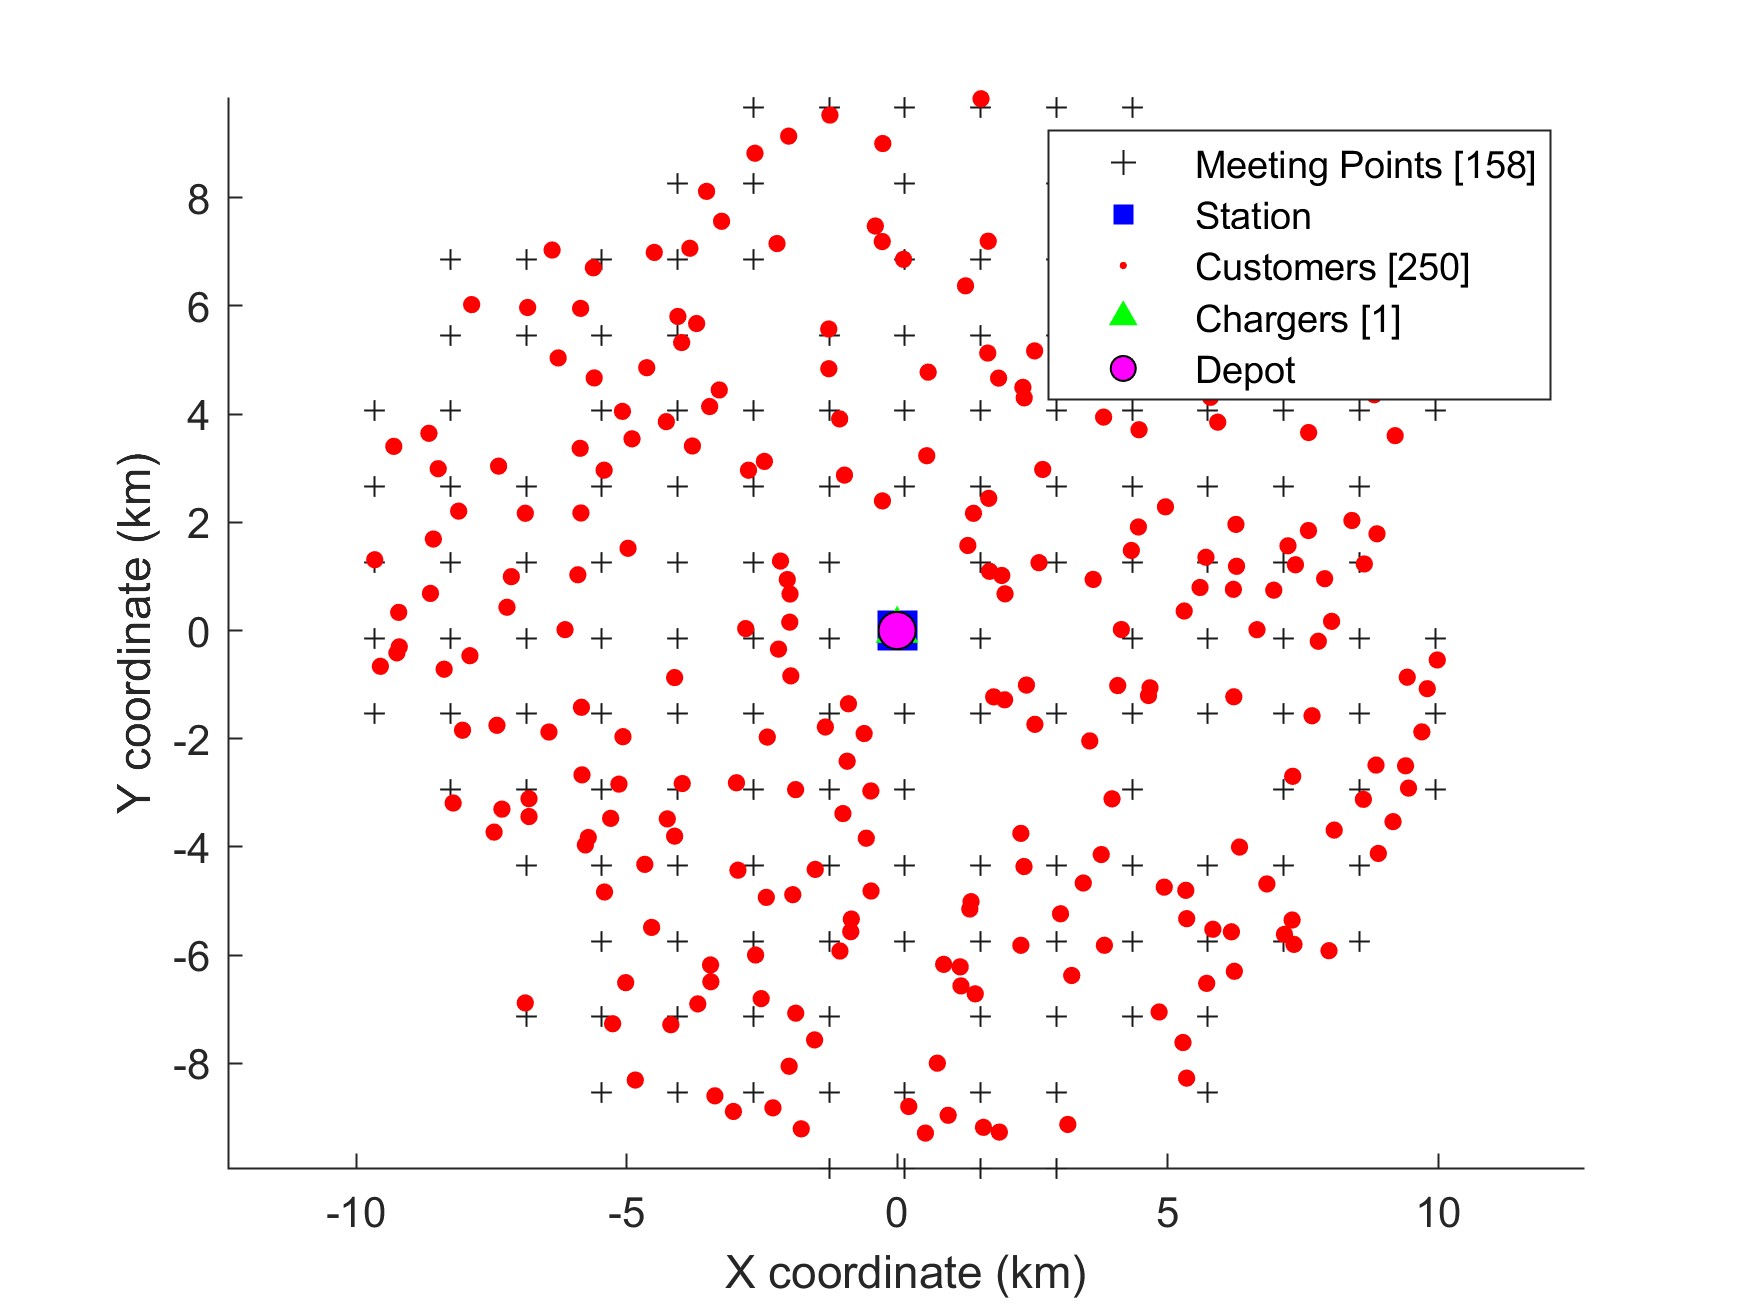 Meeting Points [158]
Station
Customers [250]
Chargers [1]
Depot
8
6
4
2
0
-2
-4
-6
-8
Y coordinate (km)
-10 -5 0 5 10
X coordinate (km)